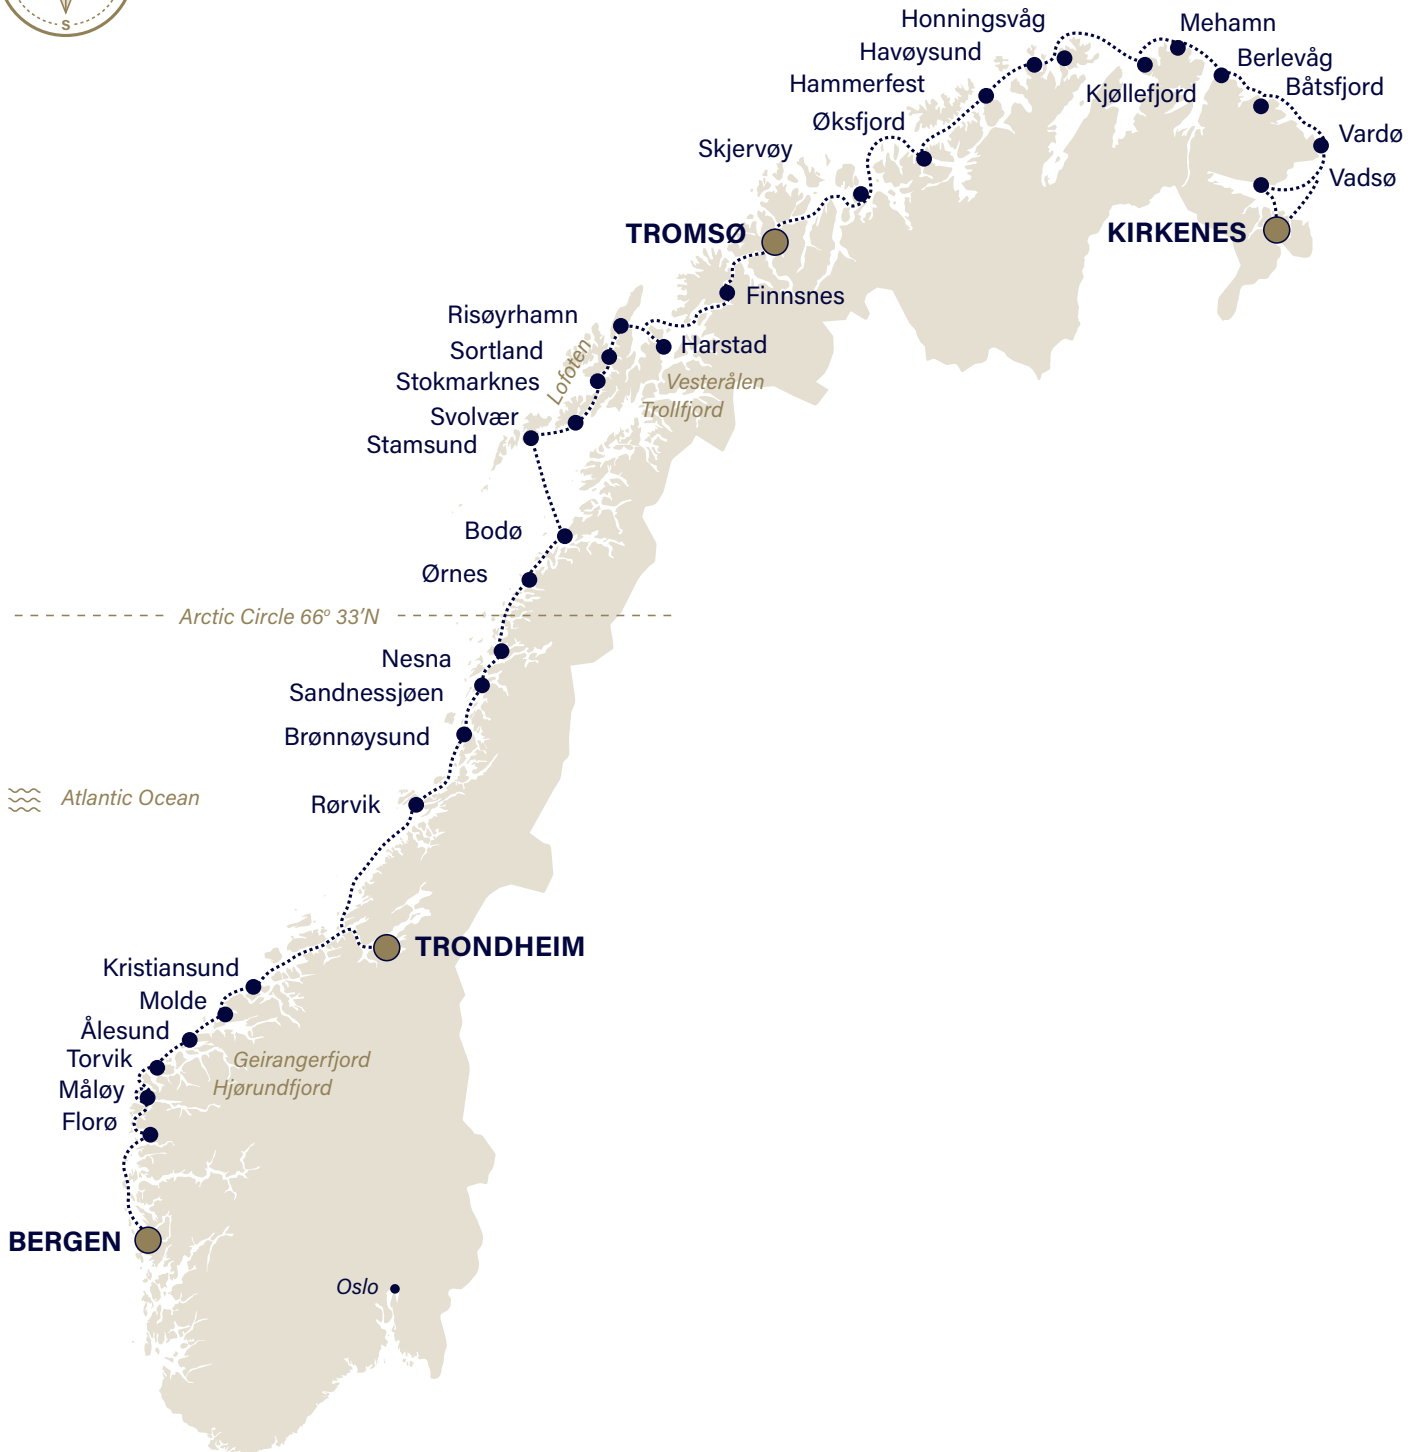 S
Honningsvåg
Mehamn
Havøysund
Berlevåg
Hammerfest
Kjøllefjord
Båtsfjord
Øksfjord
Vardø
Skjervøy
Vadsø
TROMSØ
KIRKENES
Finnsnes
Risøyrhamn
Harstad
Sortland
Lofoten
Stokmarknes
Vesterålen
Trollfjord
Svolvær
Stamsund
Bodø
Ørnes
Arctic Circle 66º 33’N
Nesna
Sandnessjøen
Brønnøysund
Atlantic Ocean
Rørvik
TRONDHEIM
Kristiansund
Molde
Ålesund
Torvik
Geirangerfjord
Måløy
Hjørundfjord
Florø
BERGEN
Oslo